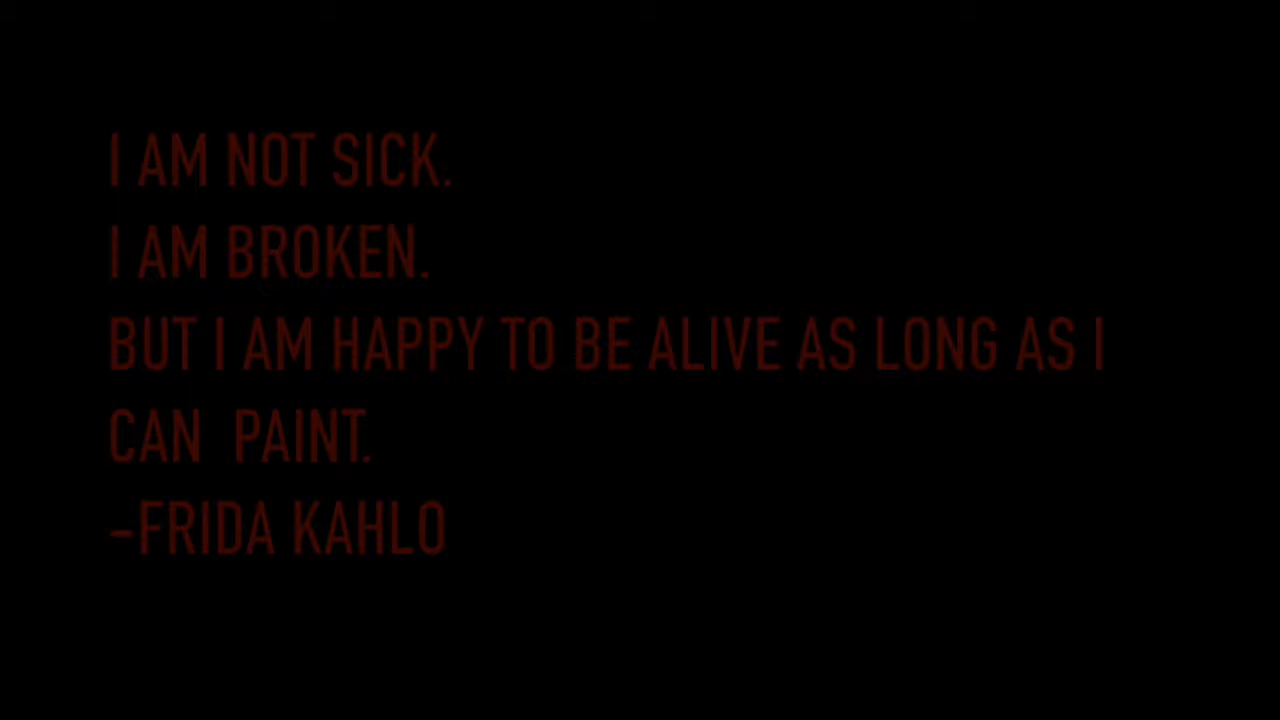 I AM NOT SICK.
I AM BROKEN.
BUT I AM HAPPY TO BE ALIVE AS LONG AS I
CAN  PAINT.
-FRIDA KAHLO